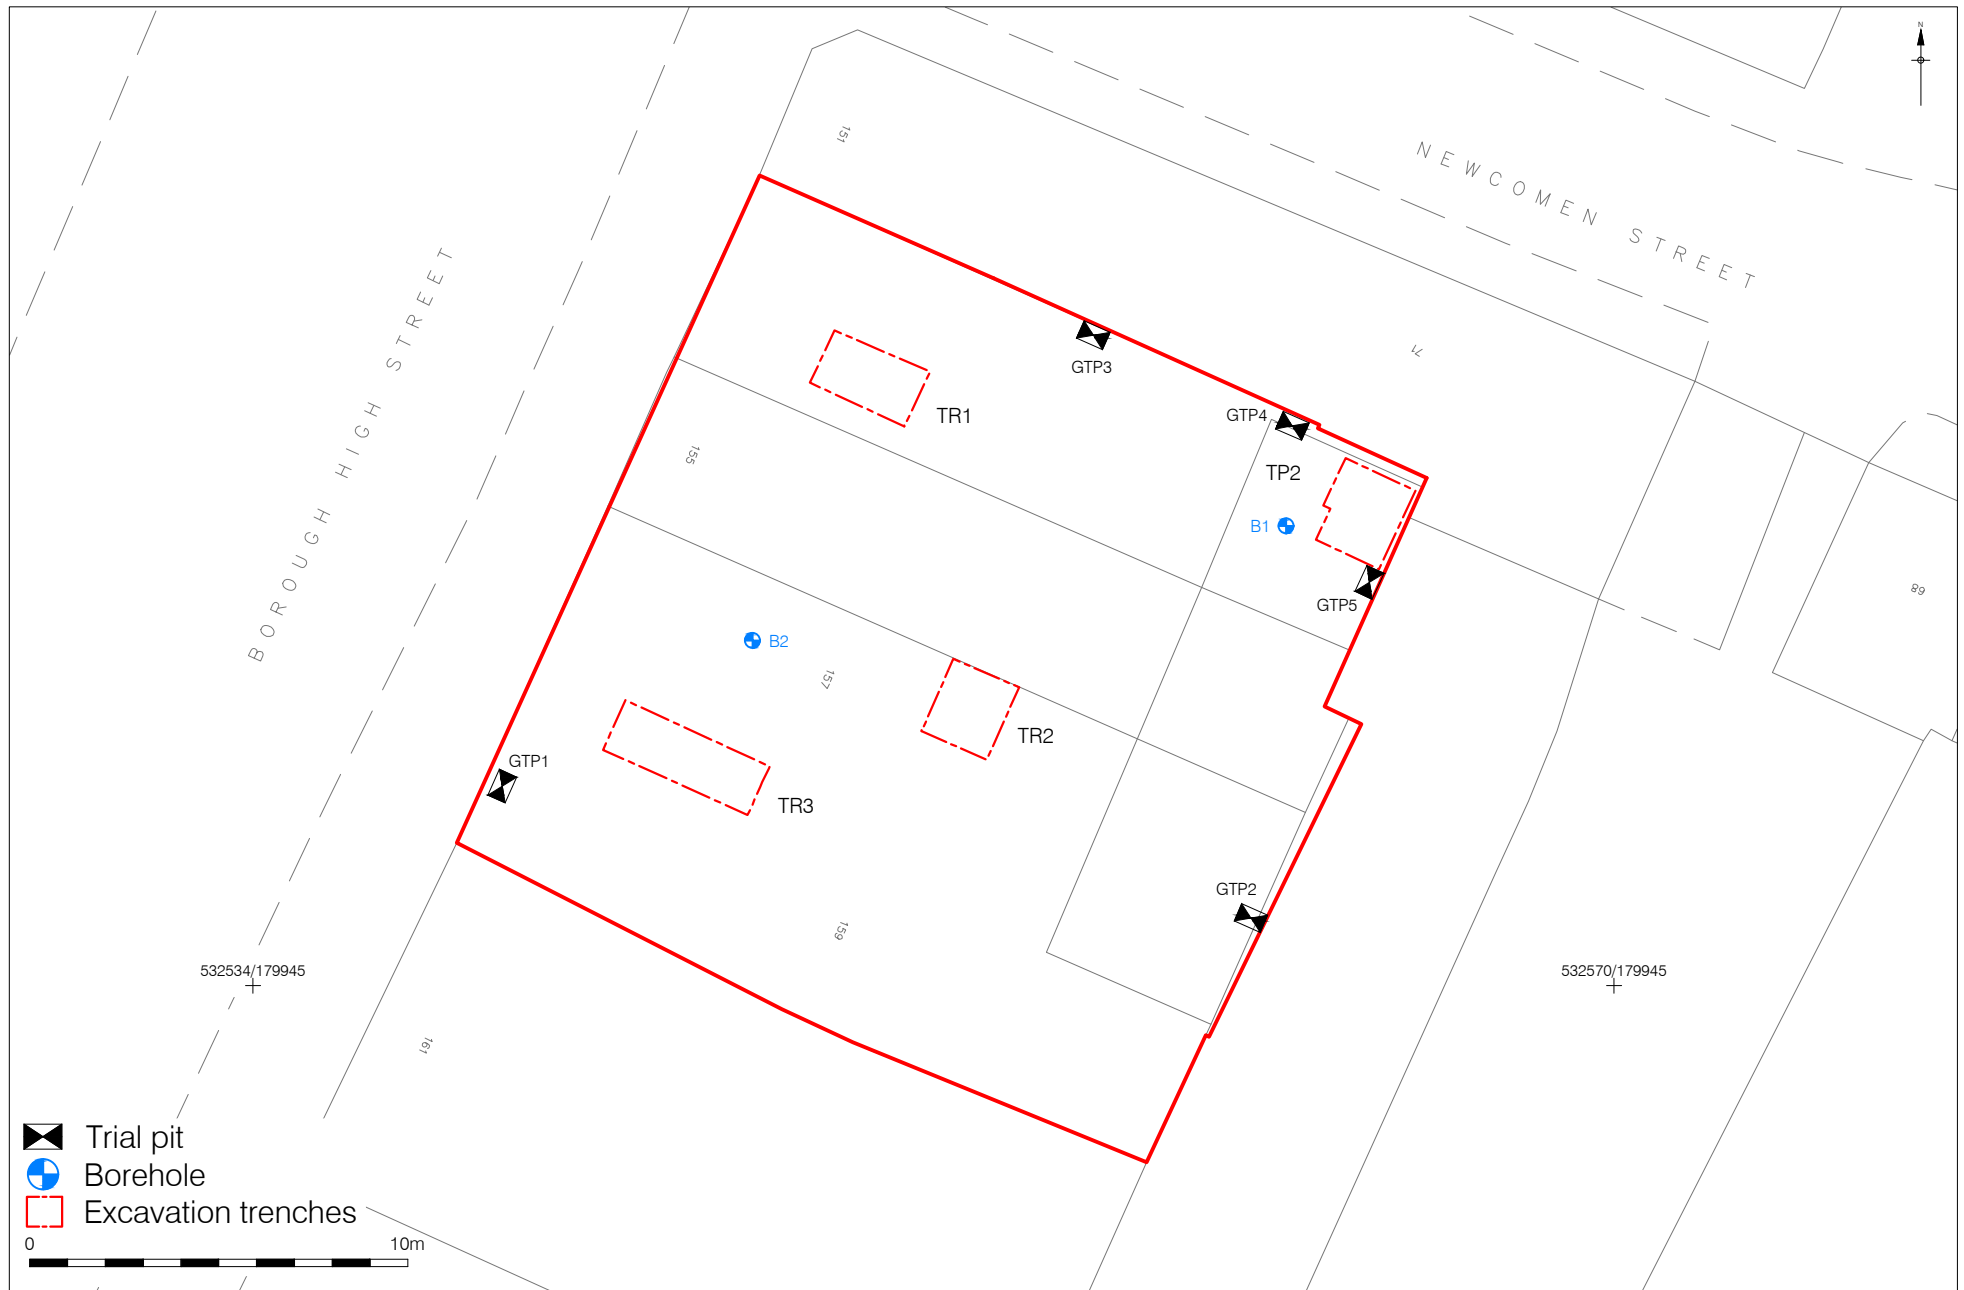 N
151
NEWCOMEN STREET
BOROUGH HIGH STREET
71
GTP3
TR1
GTP4
155
TP2
B1
GTP5
68
B2
157
TR2
GTP1
TR3
GTP2
159
532534/179945
532570/179945
161
Trial pit
Borehole
Excavation trenches
0
10m